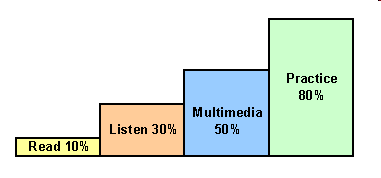 Read 10%
Listen 30%
Multimedia
50%
Practice
80%